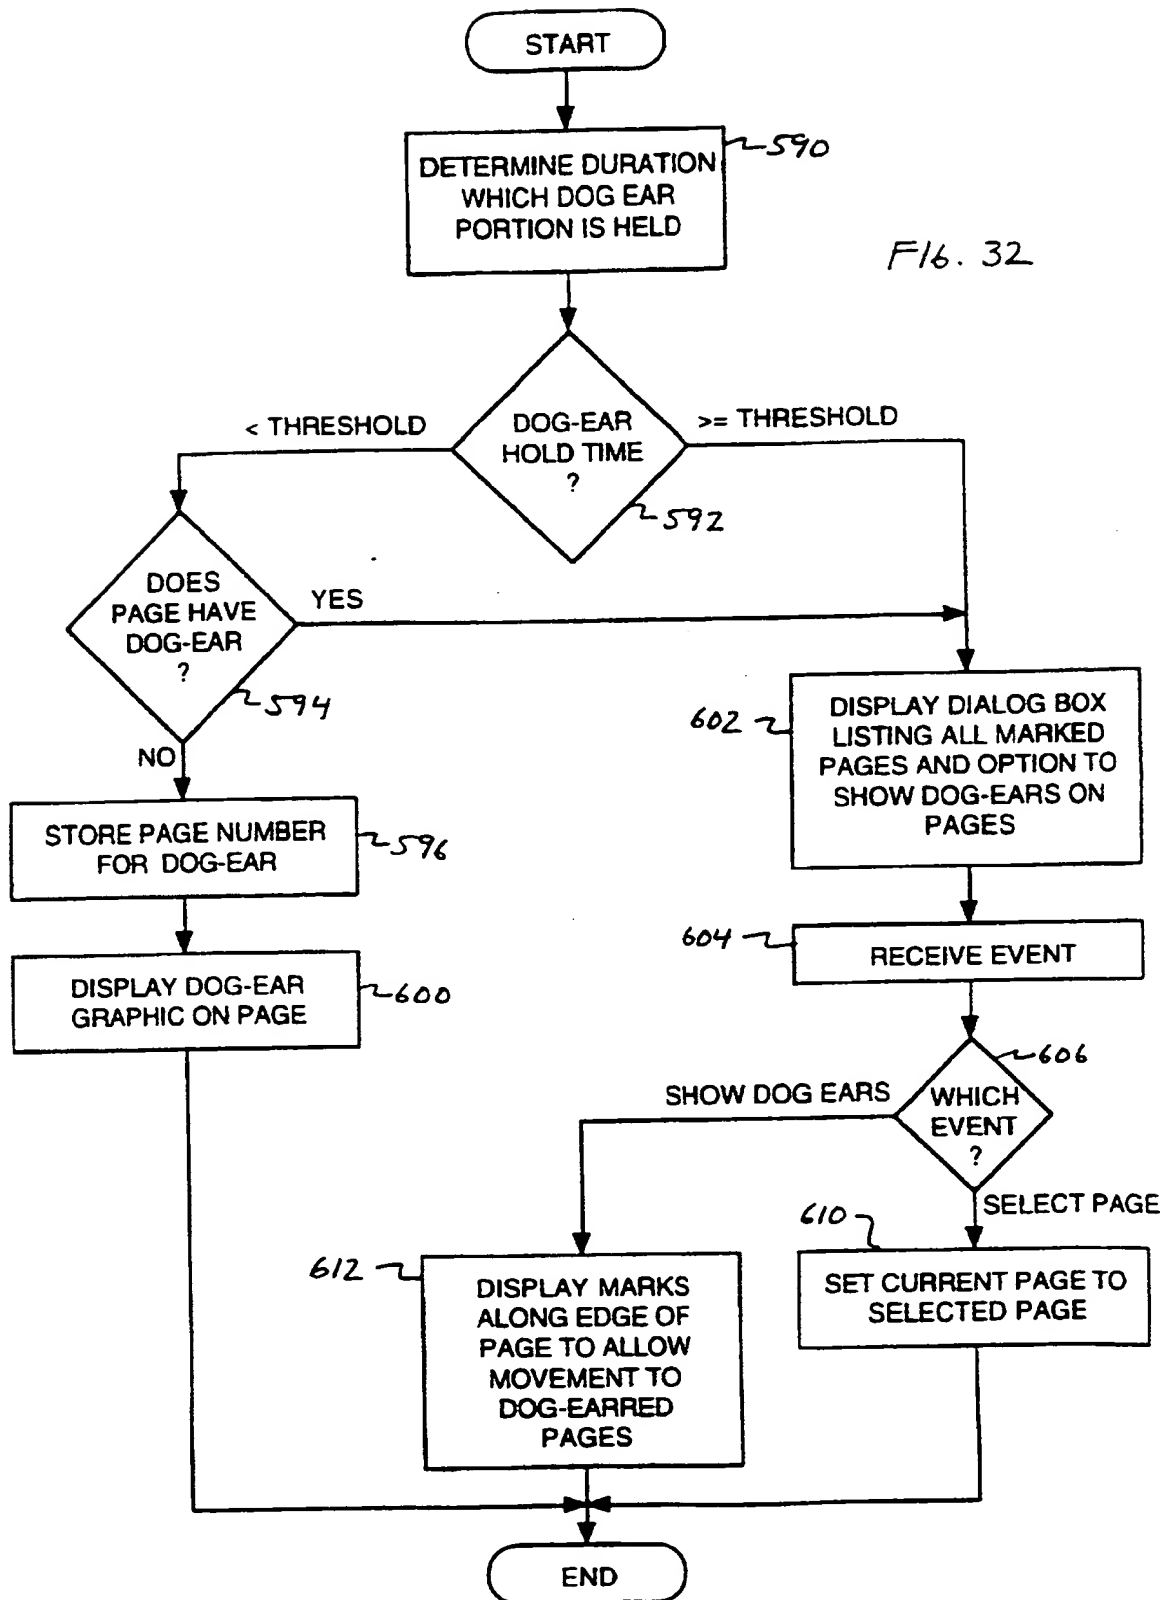 START
DETERMINE DURATION
WHICH DOG EAR
PORTION IS HELD
590
FIG. 32
< THRESHOLD
DOG-EAR
HOLD TIME
?
>= THRESHOLD
592
DOES
PAGE HAVE
DOG-EAR
?
YES
594
NO
602
DISPLAY DIALOG BOX
LISTING ALL MARKED
PAGES AND OPTION TO
SHOW DOG-EARS ON
PAGES
STORE PAGE NUMBER
FOR DOG-EAR
596
604
RECEIVE EVENT
DISPLAY DOG-EAR
GRAPHIC ON PAGE
600
606
SHOW DOG EARS
WHICH
EVENT
?
SELECT PAGE
610
612
DISPLAY MARKS
ALONG EDGE OF
PAGE TO ALLOW
MOVEMENT TO
DOG-EARRED
PAGES
SET CURRENT PAGE TO
SELECTED PAGE
END